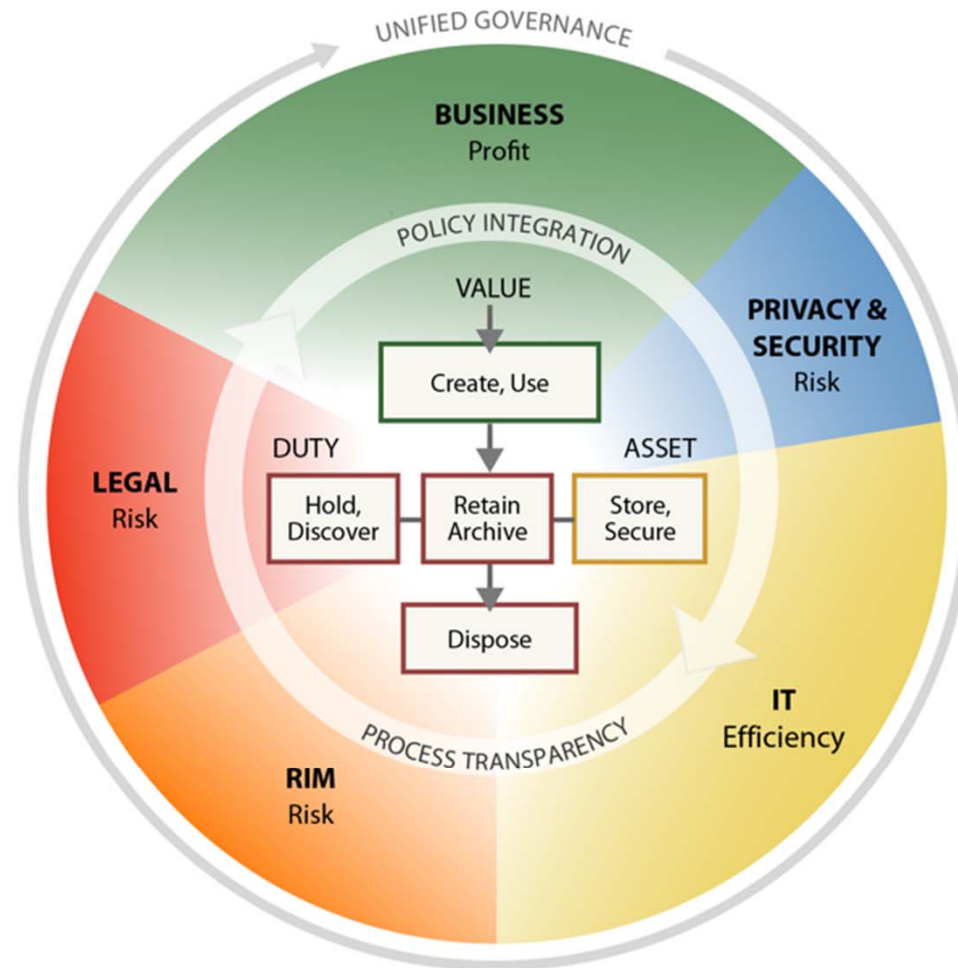 UNIFIED GOVERNANCE
BUSINESS
Profit
POLICY INTEGRATION
VALUE
PRIVACY &
SECURITY
Risk
Create, Use
DUTY
ASSET
LEGAL
Risk
Hold,
Discover
Retain
Archive
Store,
Secure
Dispose
IT
Efficiency
PROCESS TRANSPARENCY
RIM
Risk